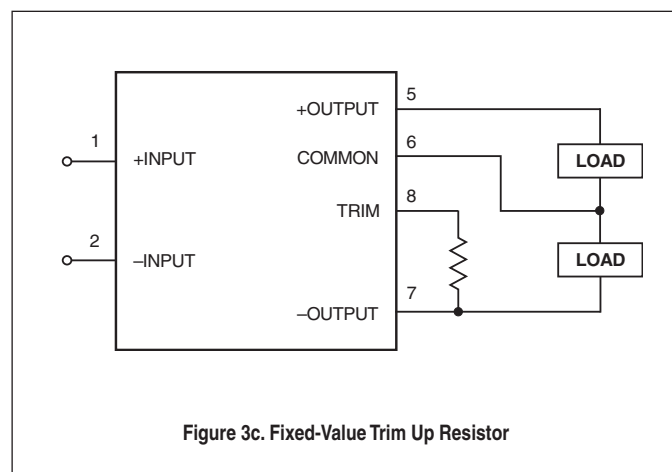 5
+OUTPUT
6
1
COMMON
LOAD
+INPUT
8
TRIM
2
LOAD
–INPUT
7
–OUTPUT
Figure 3c. Fixed-Value Trim Up Resistor